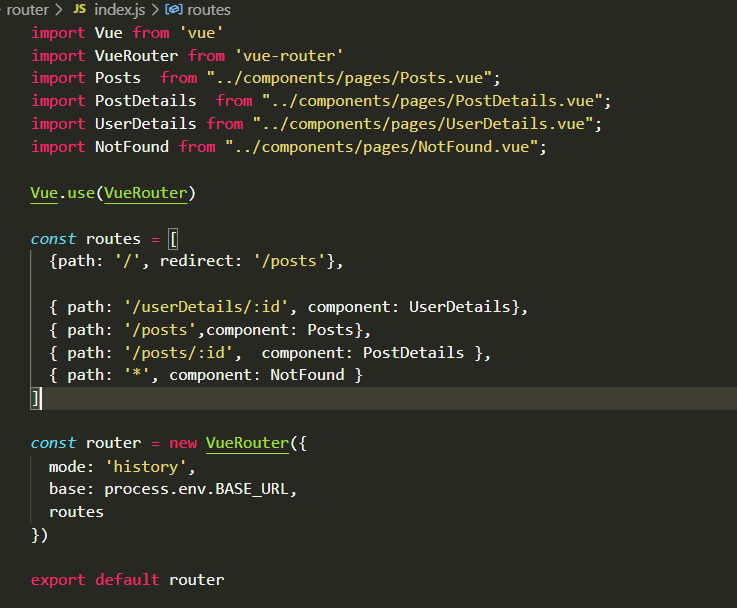 router > JS index.js > routes
import Vue from 'vue'
import VueRouter from 'vue-router'
import Posts  from "../components/pages/Posts.vue";
import PostDetails  from "../components/pages/PostDetails.vue";
import UserDetails from "../components/pages/UserDetails.vue";
import NotFound from "../components/pages/NotFound.vue";
Vue.use(VueRouter)
const routes = [
  {path: '/', redirect: '/posts'},
  { path: '/userDetails/:id', component: UserDetails},
  { path: '/posts',component: Posts},
  { path: '/posts/:id',  component: PostDetails },
  { path: '*', component: NotFound }
]
const router = new VueRouter({
  mode: 'history',
  base: process.env.BASE_URL,
  routes
})
export default router